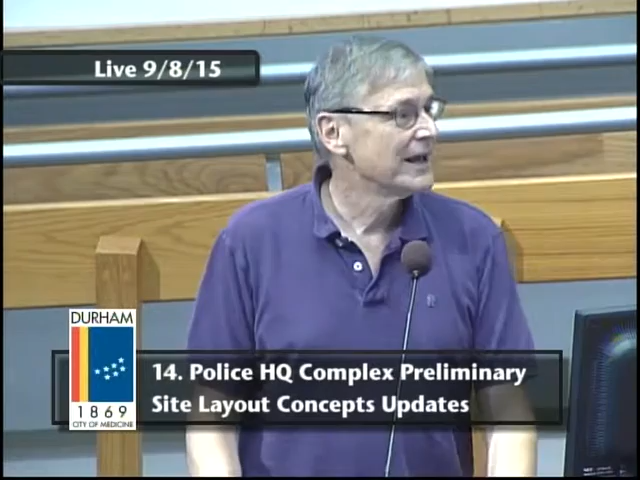 Live 9/8/15
DURHAM
1869
CITY OF MEDICINE
14. Police HQ Complex Preliminary
Site Layout Concepts Updates